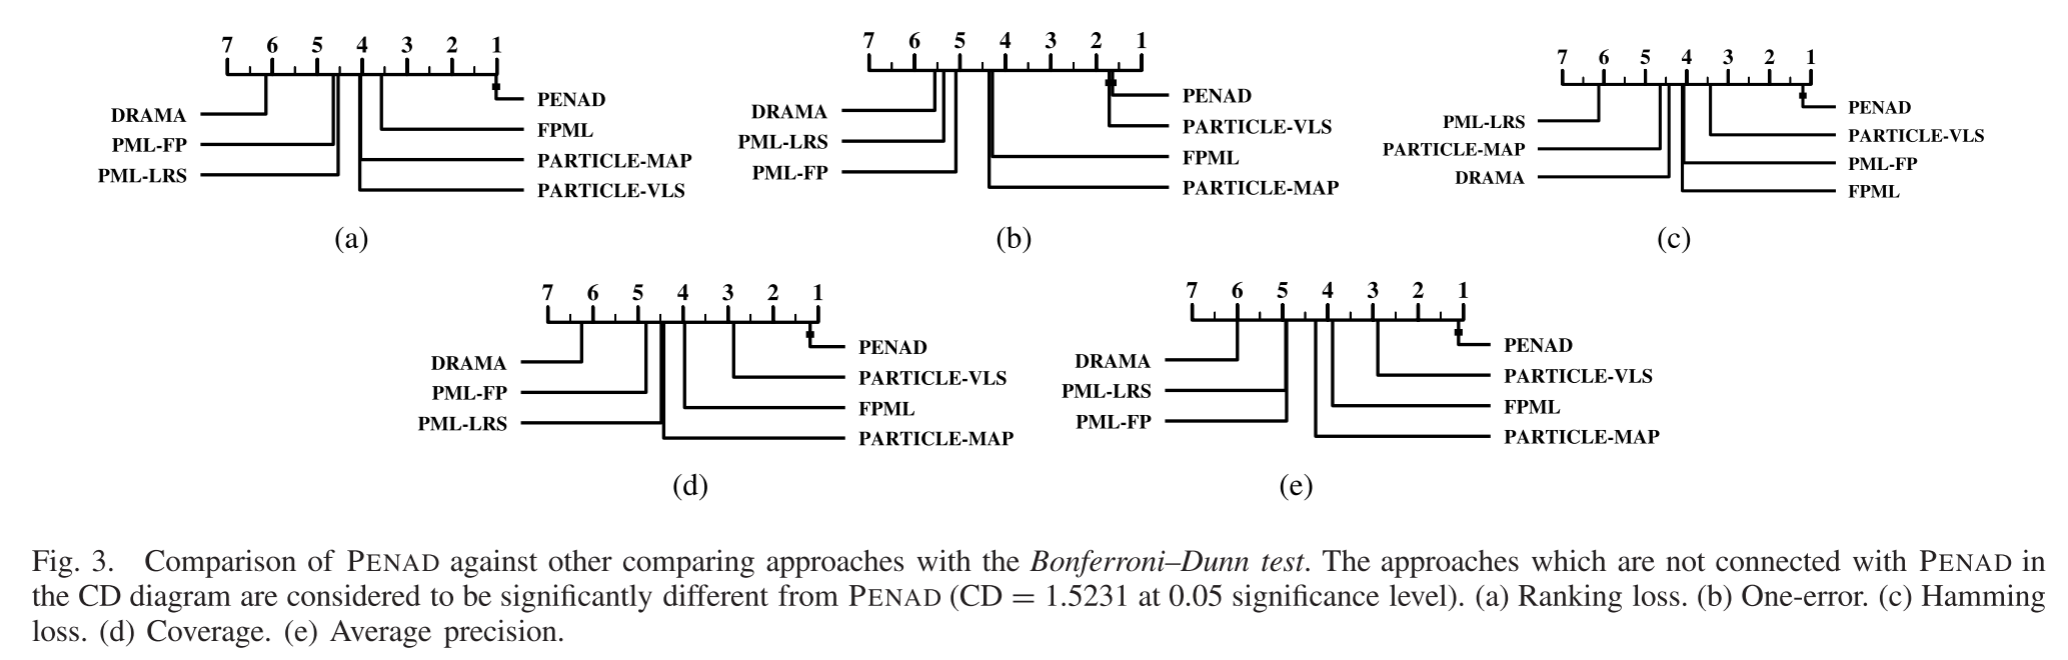 7 6 5 4 3 2 1
DRAMA
PML-FP
PML-LRS
PENAD
FPML
PARTICLE-MAP
PARTICLE-VLS
(a)
7 6 5 4 3 2 1
DRAMA
PML-LRS
PML-FP
PENAD
PARTICLE-VLS
FPML
PARTICLE-MAP
(b)
7 6 5 4 3 2 1
PML-LRS
PARTICLE-MAP
DRAMA
PENAD
PARTICLE-VLS
PML-FP
FPML
(c)
7 6 5 4 3 2 1
DRAMA
PML-FP
PML-LRS
PENAD
PARTICLE-VLS
FPML
PARTICLE-MAP
(d)
7 6 5 4 3 2 1
DRAMA
PML-LRS
PML-FP
PENAD
PARTICLE-VLS
FPML
PARTICLE-MAP
(e)
Fig. 3. Comparison of PENAD against other comparing approaches with the Bonferroni–Dunn test. The approaches which are not connected with PENAD in
the CD diagram are considered to be significantly different from PENAD (CD = 1.5231 at 0.05 significance level). (a) Ranking loss. (b) One-error. (c) Hamming
loss. (d) Coverage. (e) Average precision.